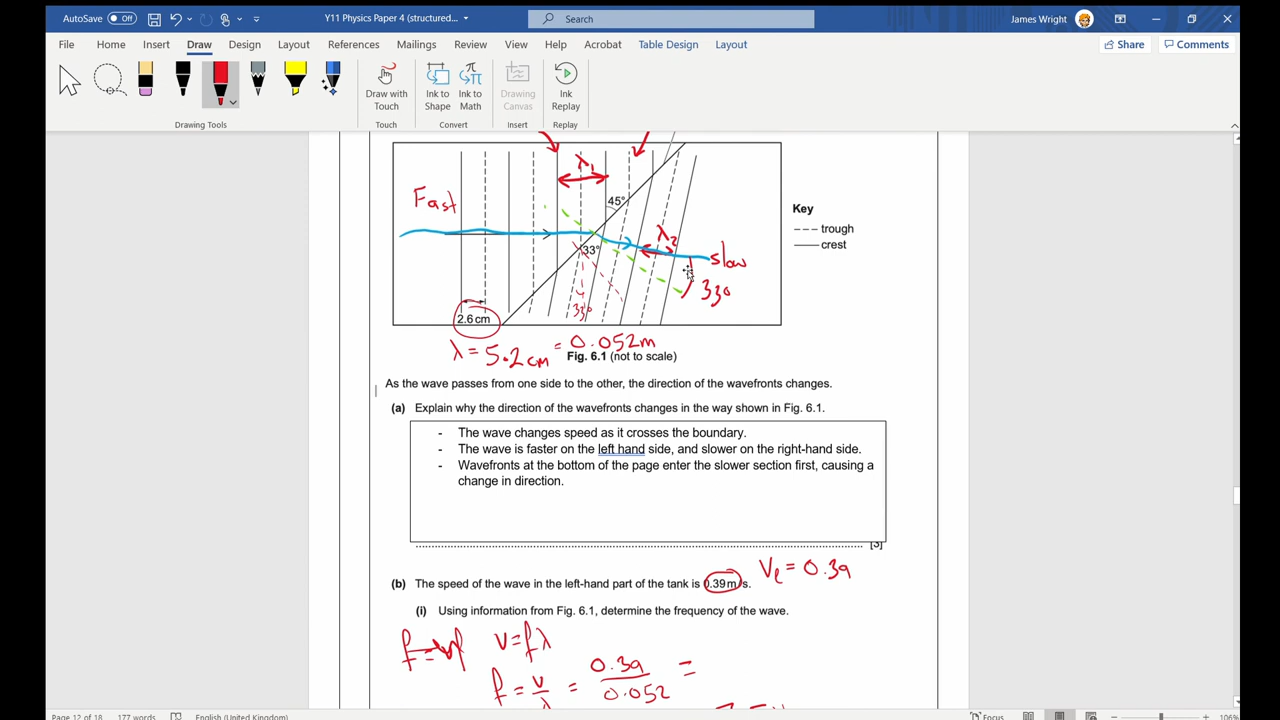 AutoSave Off Y11 Physics Paper 4 (structured... Search James Wright
File Home Insert Draw Design Layout References Mailings Review View Help Acrobat Table Design Layout Share Comments
Draw with Touch Ink to Shape Ink to Math Drawing Canvas Ink Replay
Drawing Tools Touch Convert Insert Replay
λ₁
Fast
45°
Key
trough
crest
λ₂
slow
33°
33°
33°
2.6 cm
λ = 5.2 cm = 0.052m
Fig. 6.1 (not to scale)
As the wave passes from one side to the other, the direction of the wavefronts changes.
(a) Explain why the direction of the wavefronts changes in the way shown in Fig. 6.1.
- The wave changes speed as it crosses the boundary.
- The wave is faster on the left hand side, and slower on the right-hand side.
- Wavefronts at the bottom of the page enter the slower section first, causing a
change in direction.
[3]
(b) The speed of the wave in the left-hand part of the tank is 0.39 m/s. Vₗ = 0.39
(i) Using information from Fig. 6.1, determine the frequency of the wave.
v = fλ
f = v/λ = 0.39/0.052 =
Page 12 of 18 177 words English (United Kingdom) Focus 106%